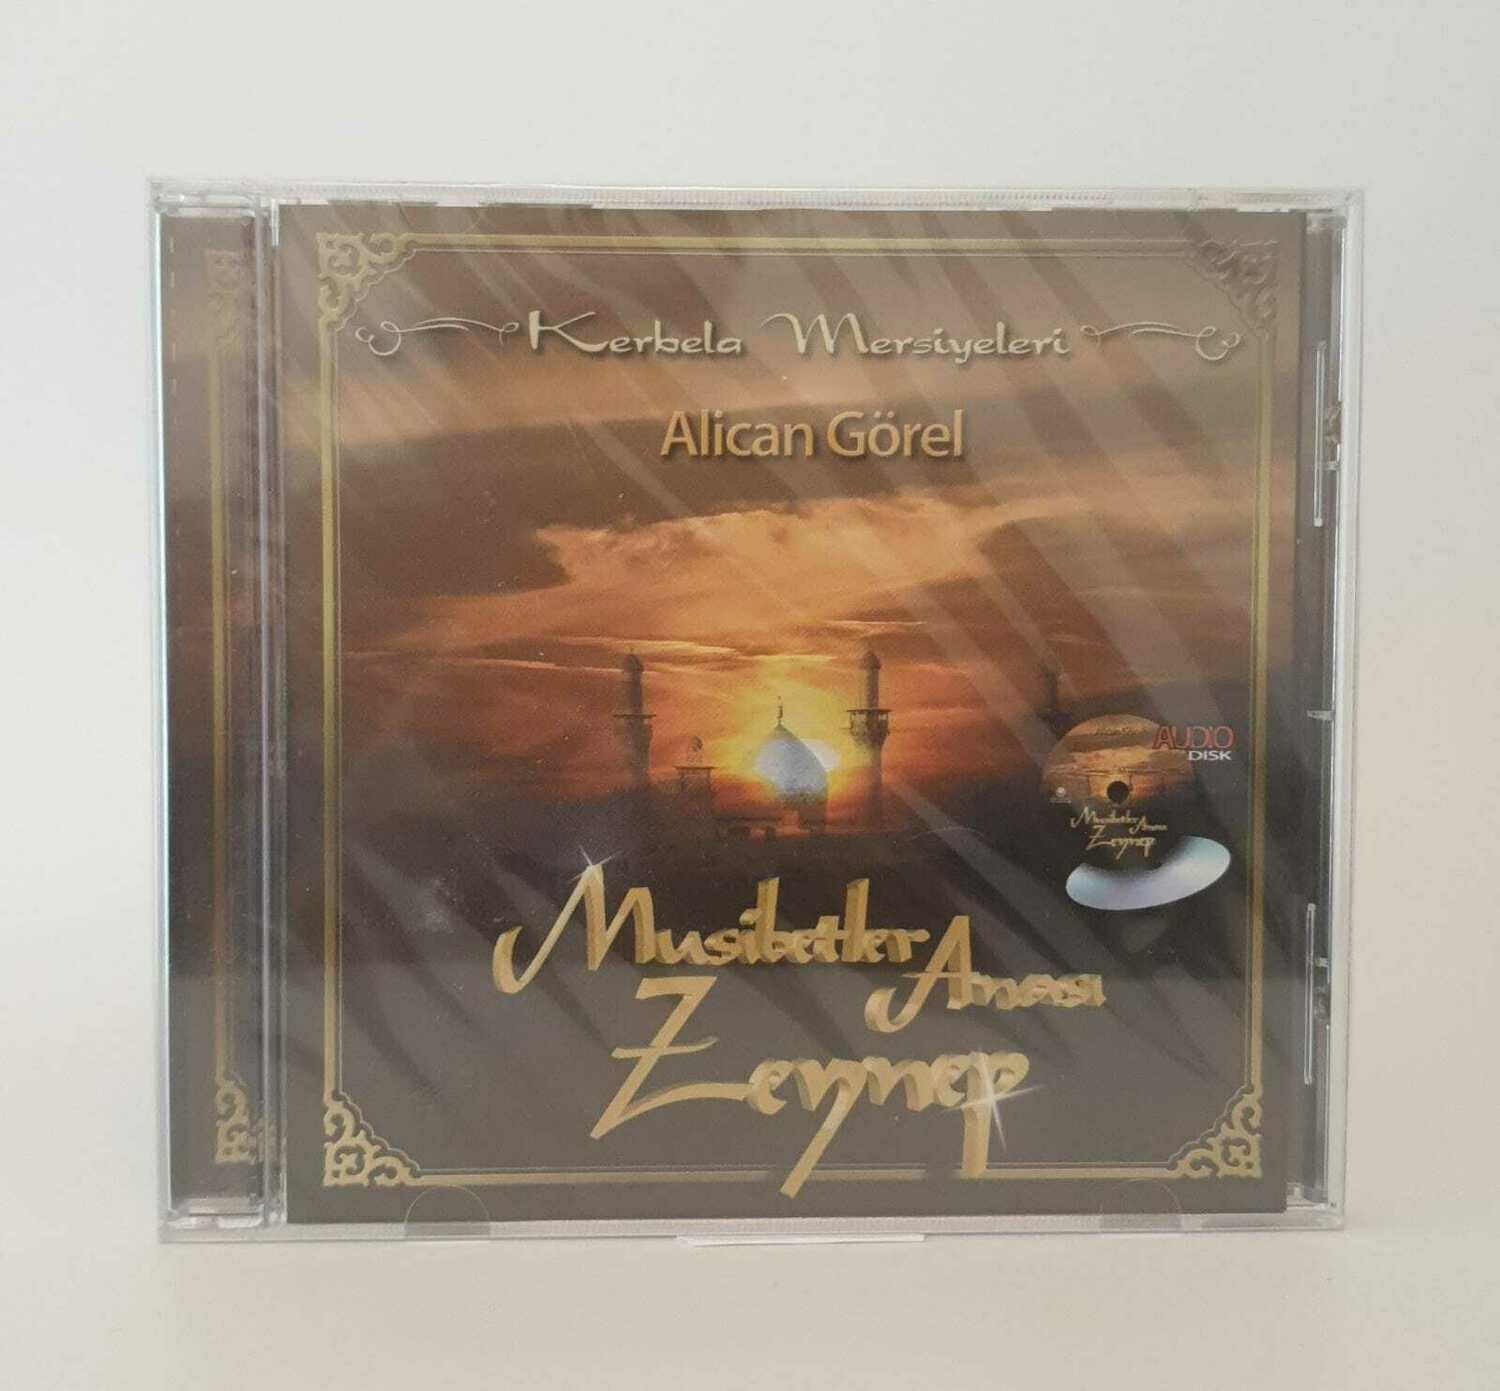 Kerbela Mersiyeleri
Alican Görel
AUDIO
DISK
Musibetler
Anası
Zeynep
Musibetler Anası
Zeynep